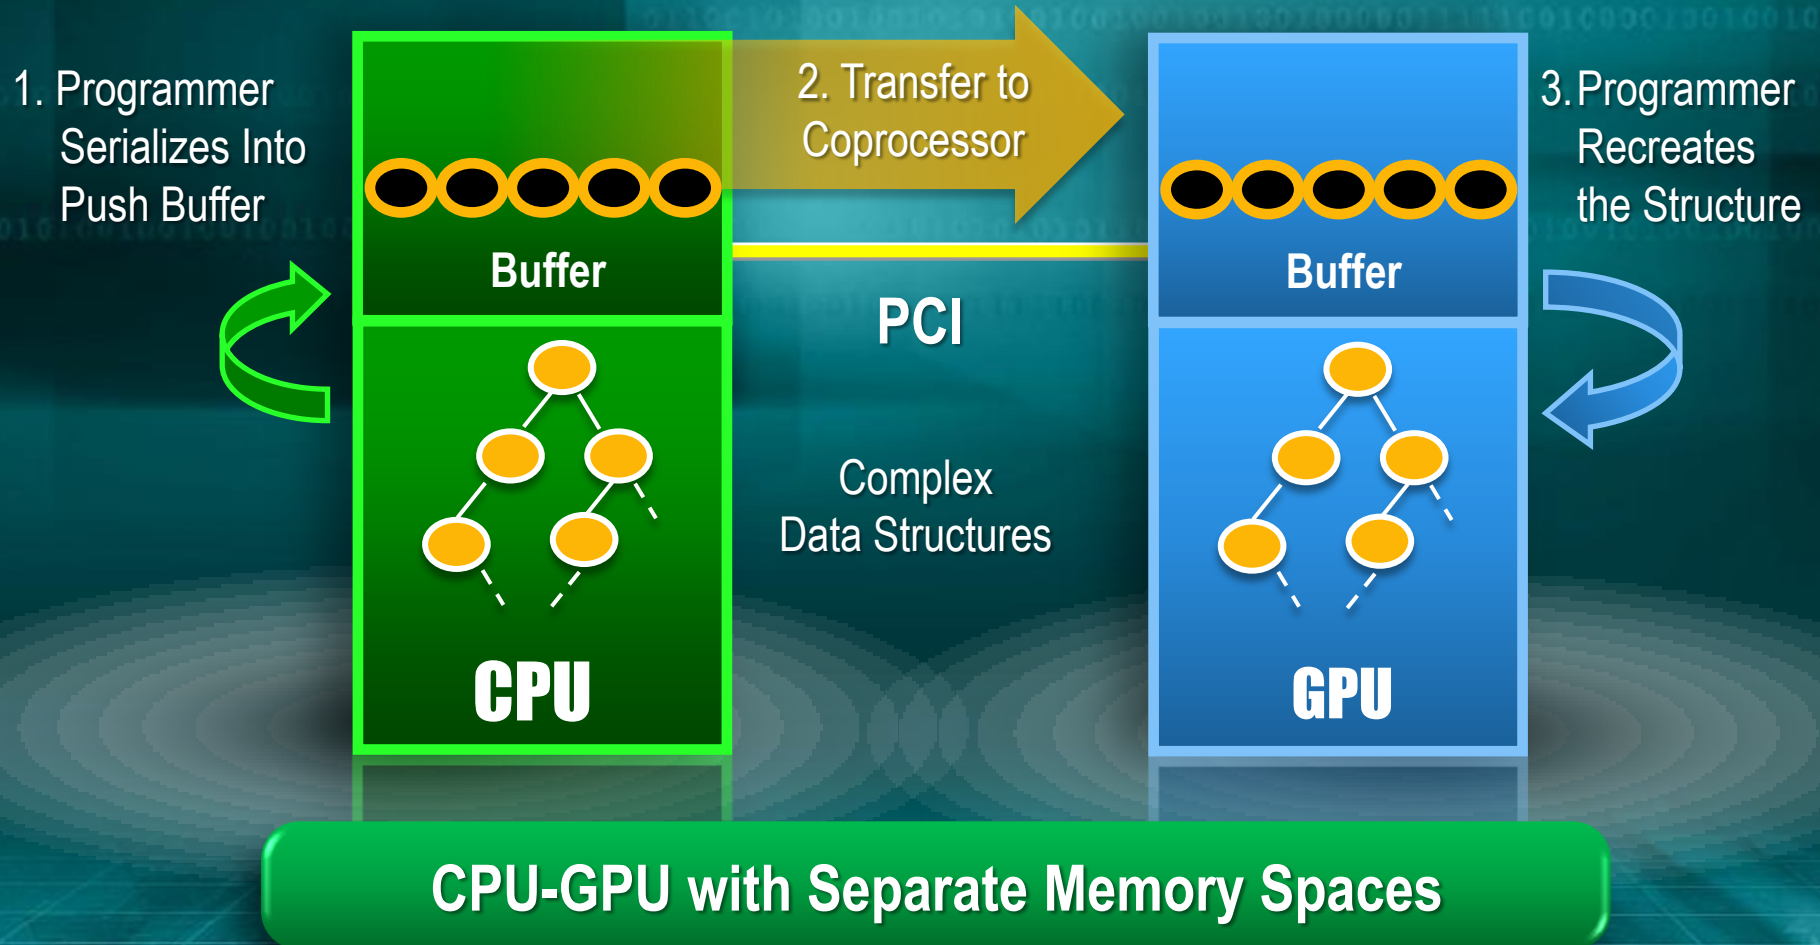 1. Programmer
Serializes Into
Push Buffer
2. Transfer to
Coprocessor
3. Programmer
Recreates
the Structure
Buffer
Buffer
PCI
Complex
Data Structures
CPU
GPU
CPU-GPU with Separate Memory Spaces